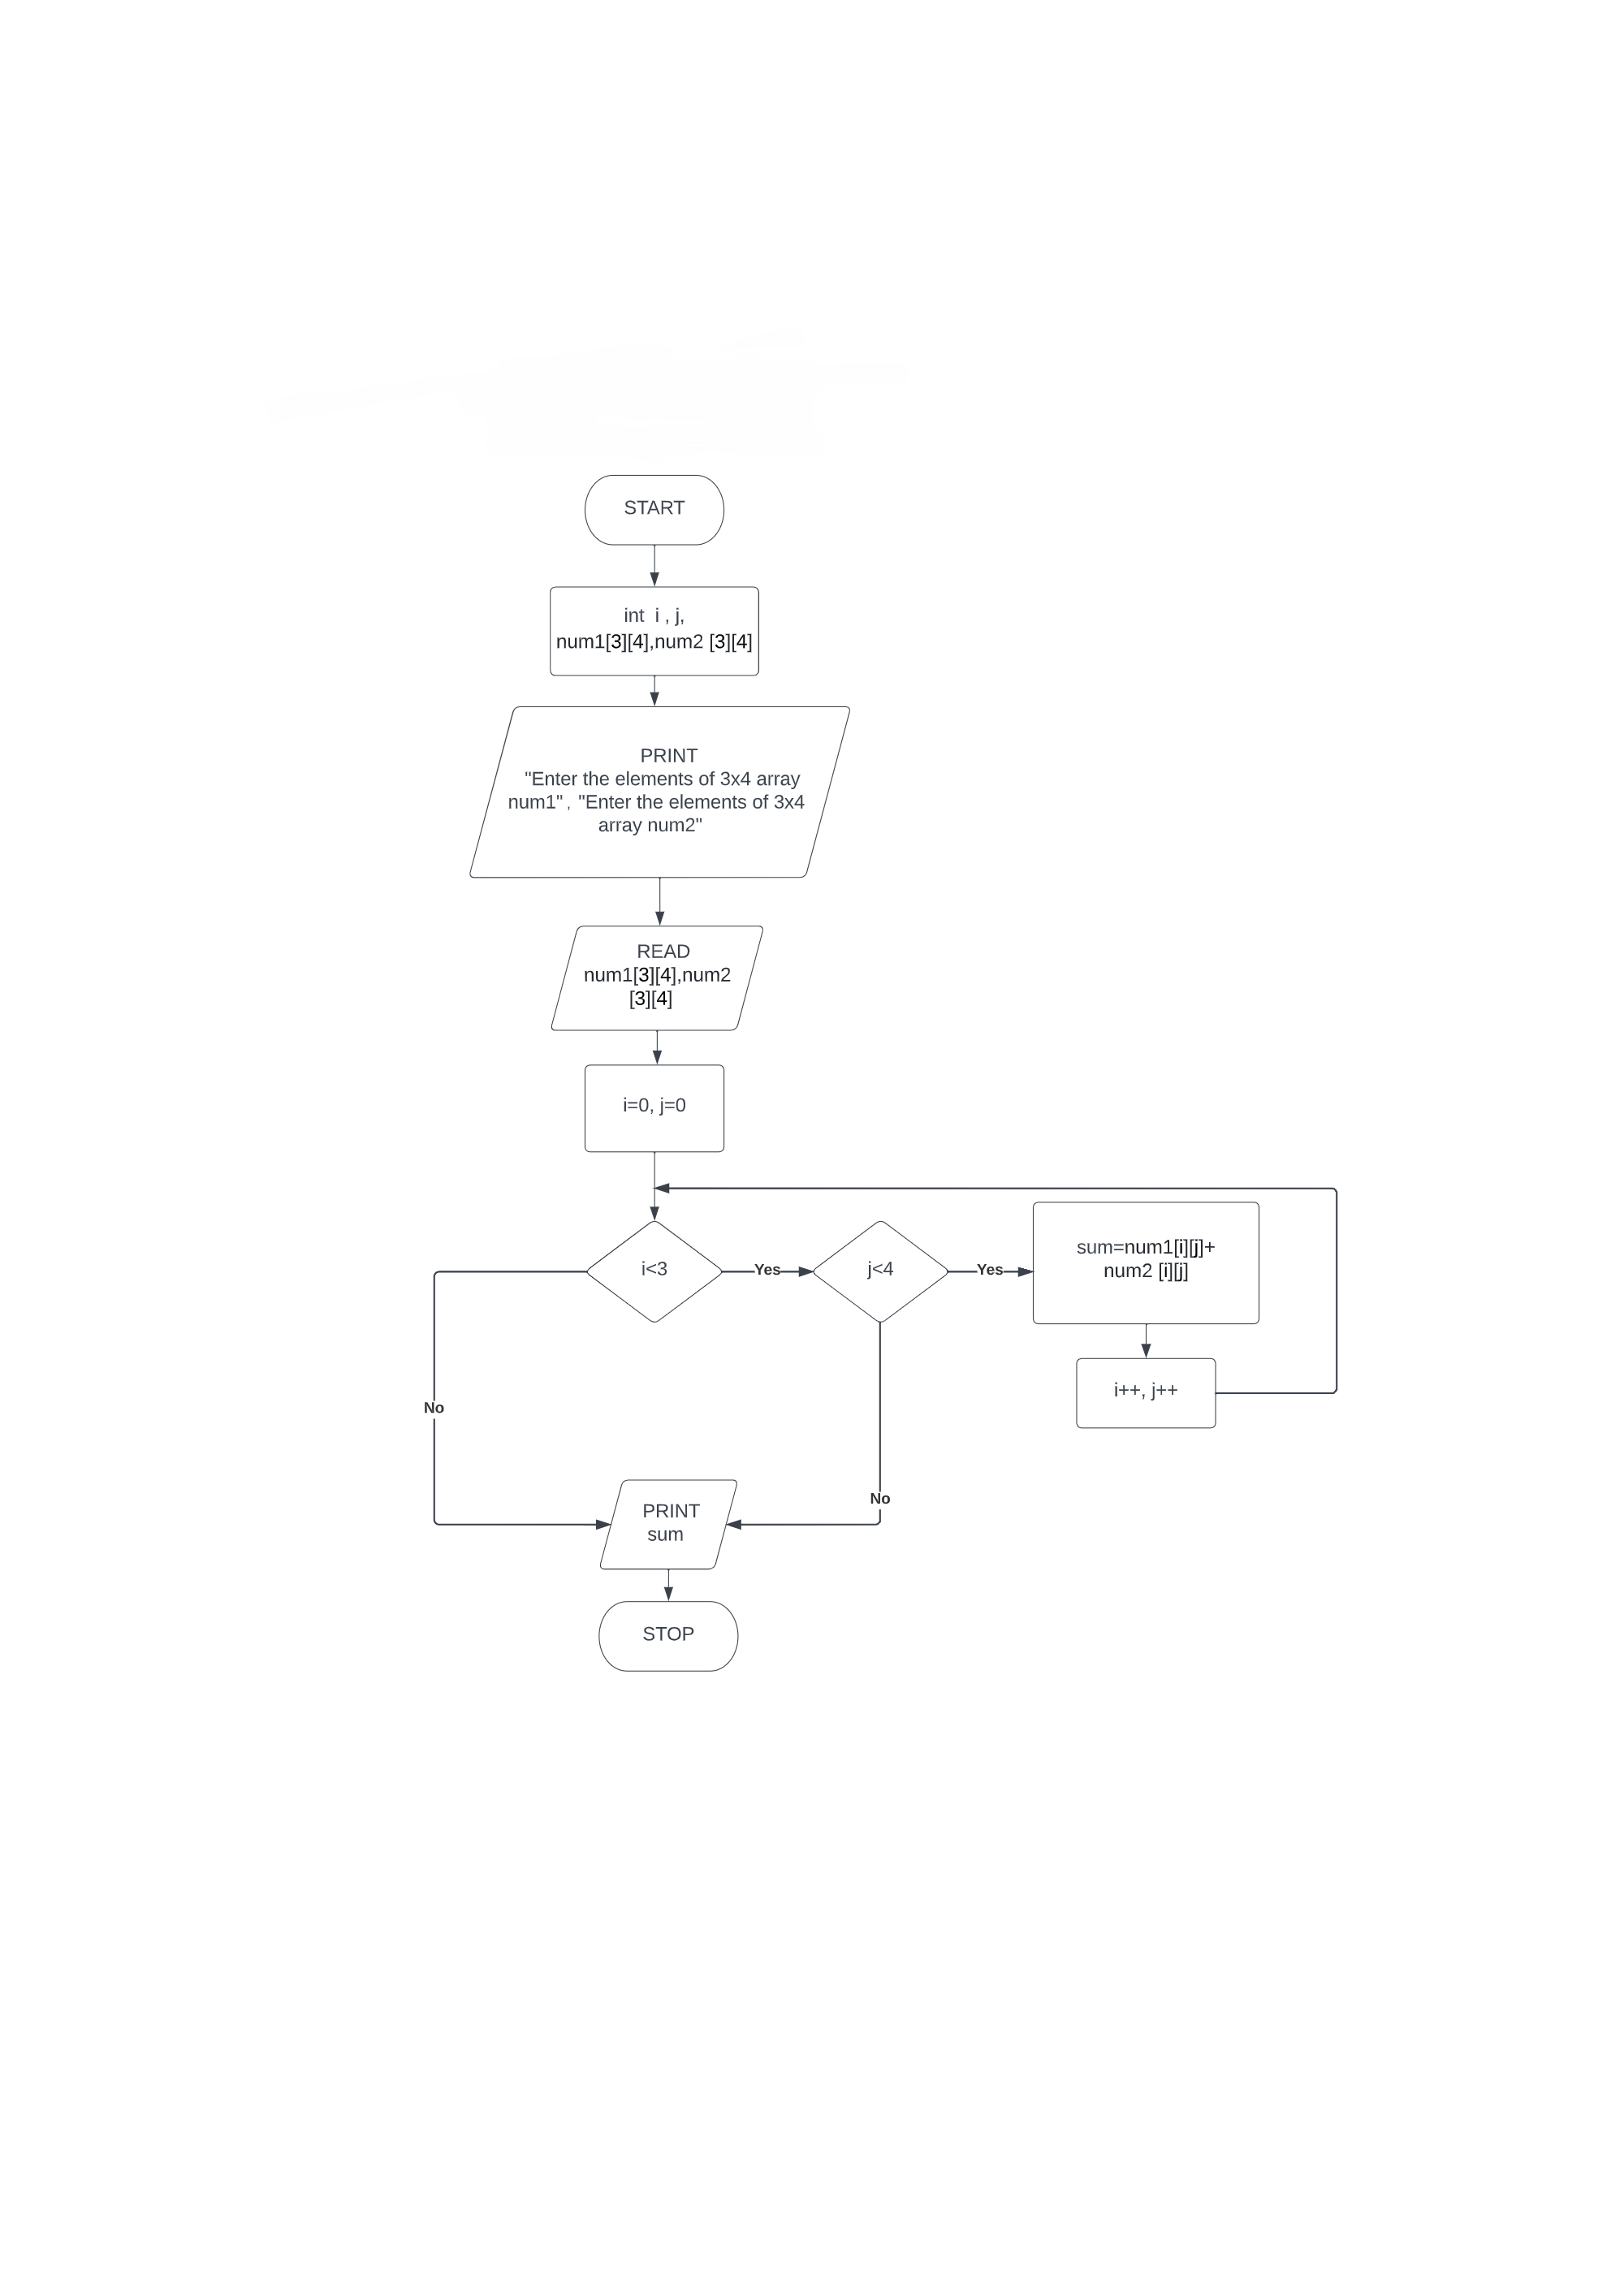 START
int  i , j,
num1[3][4],num2 [3][4]
PRINT
"Enter the elements of 3x4 array
num1" , "Enter the elements of 3x4
array num2"
READ
num1[3][4],num2
[3][4]
i=0, j=0
i<3
Yes
j<4
Yes
sum=num1[i][j]+
num2 [i][j]
i++, j++
No
No
PRINT
sum
STOP